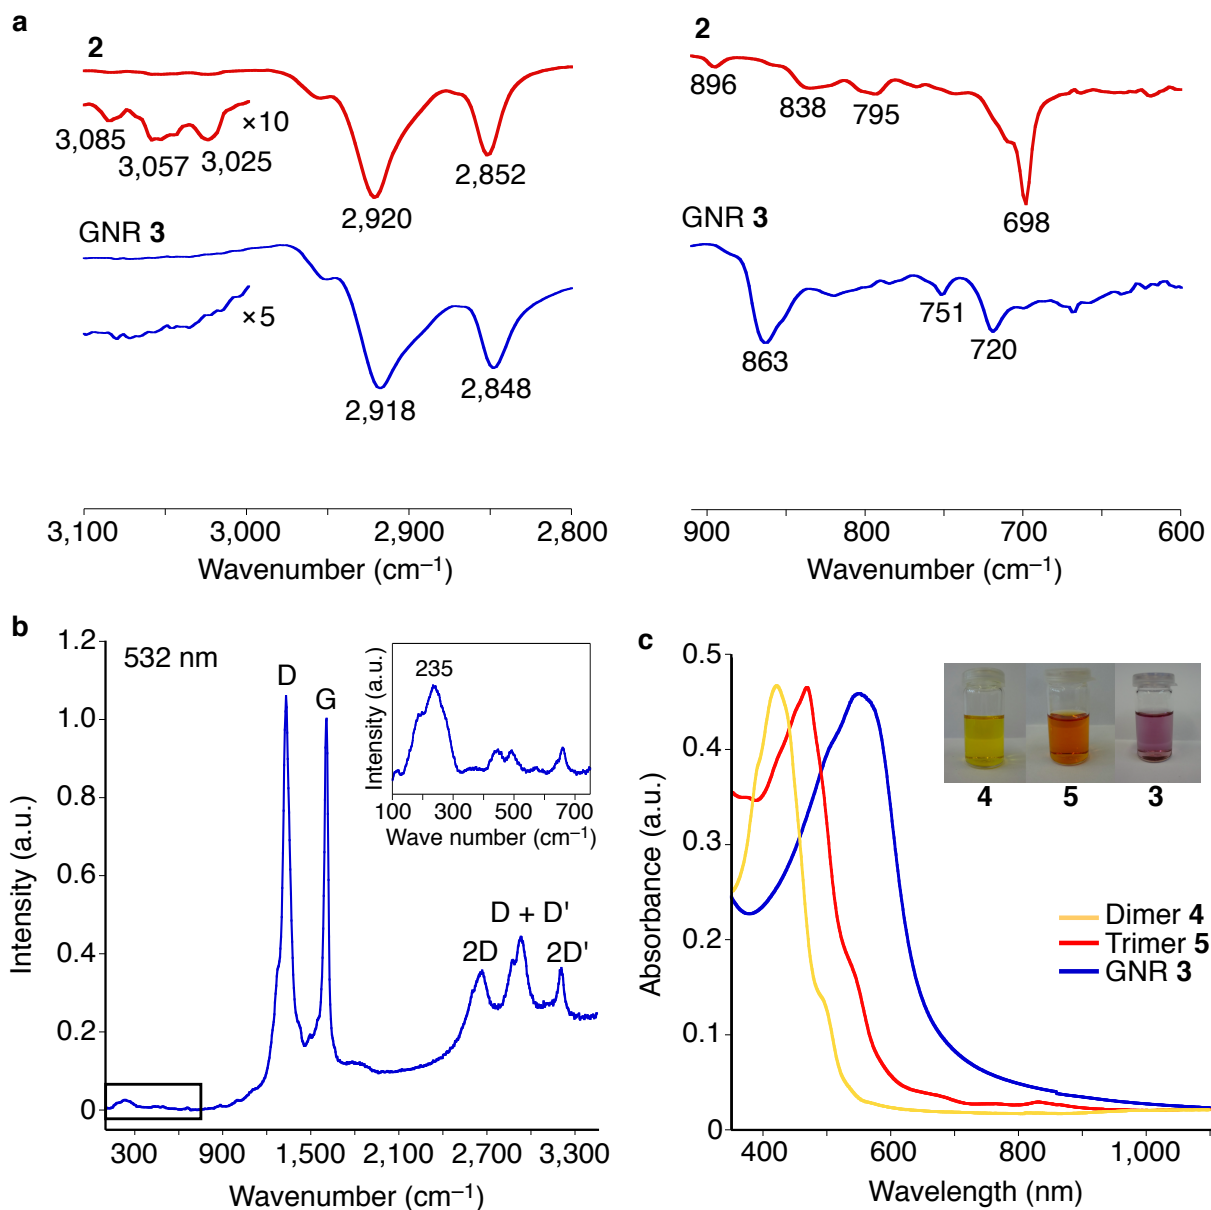 a
2
3,085
3,057
3,025
×10
2,920
2,852
GNR 3
×5
2,918
2,848
3,100
3,000
2,900
2,800
Wavenumber (cm⁻¹)
2
896
838
795
698
GNR 3
863
751
720
900
800
700
600
Wavenumber (cm⁻¹)
b
532 nm
D
G
2D
D + D'
2D'
1.2
1.0
0.8
0.6
0.4
0.2
0
Intensity (a.u.)
300
900
1,500
2,100
2,700
3,300
Wavenumber (cm⁻¹)
235
Intensity (a.u.)
100
300
500
700
Wave number (cm⁻¹)
c
0.5
0.4
0.3
0.2
0.1
0
Absorbance (a.u.)
4
5
3
Dimer 4
Trimer 5
GNR 3
400
600
800
1,000
Wavelength (nm)